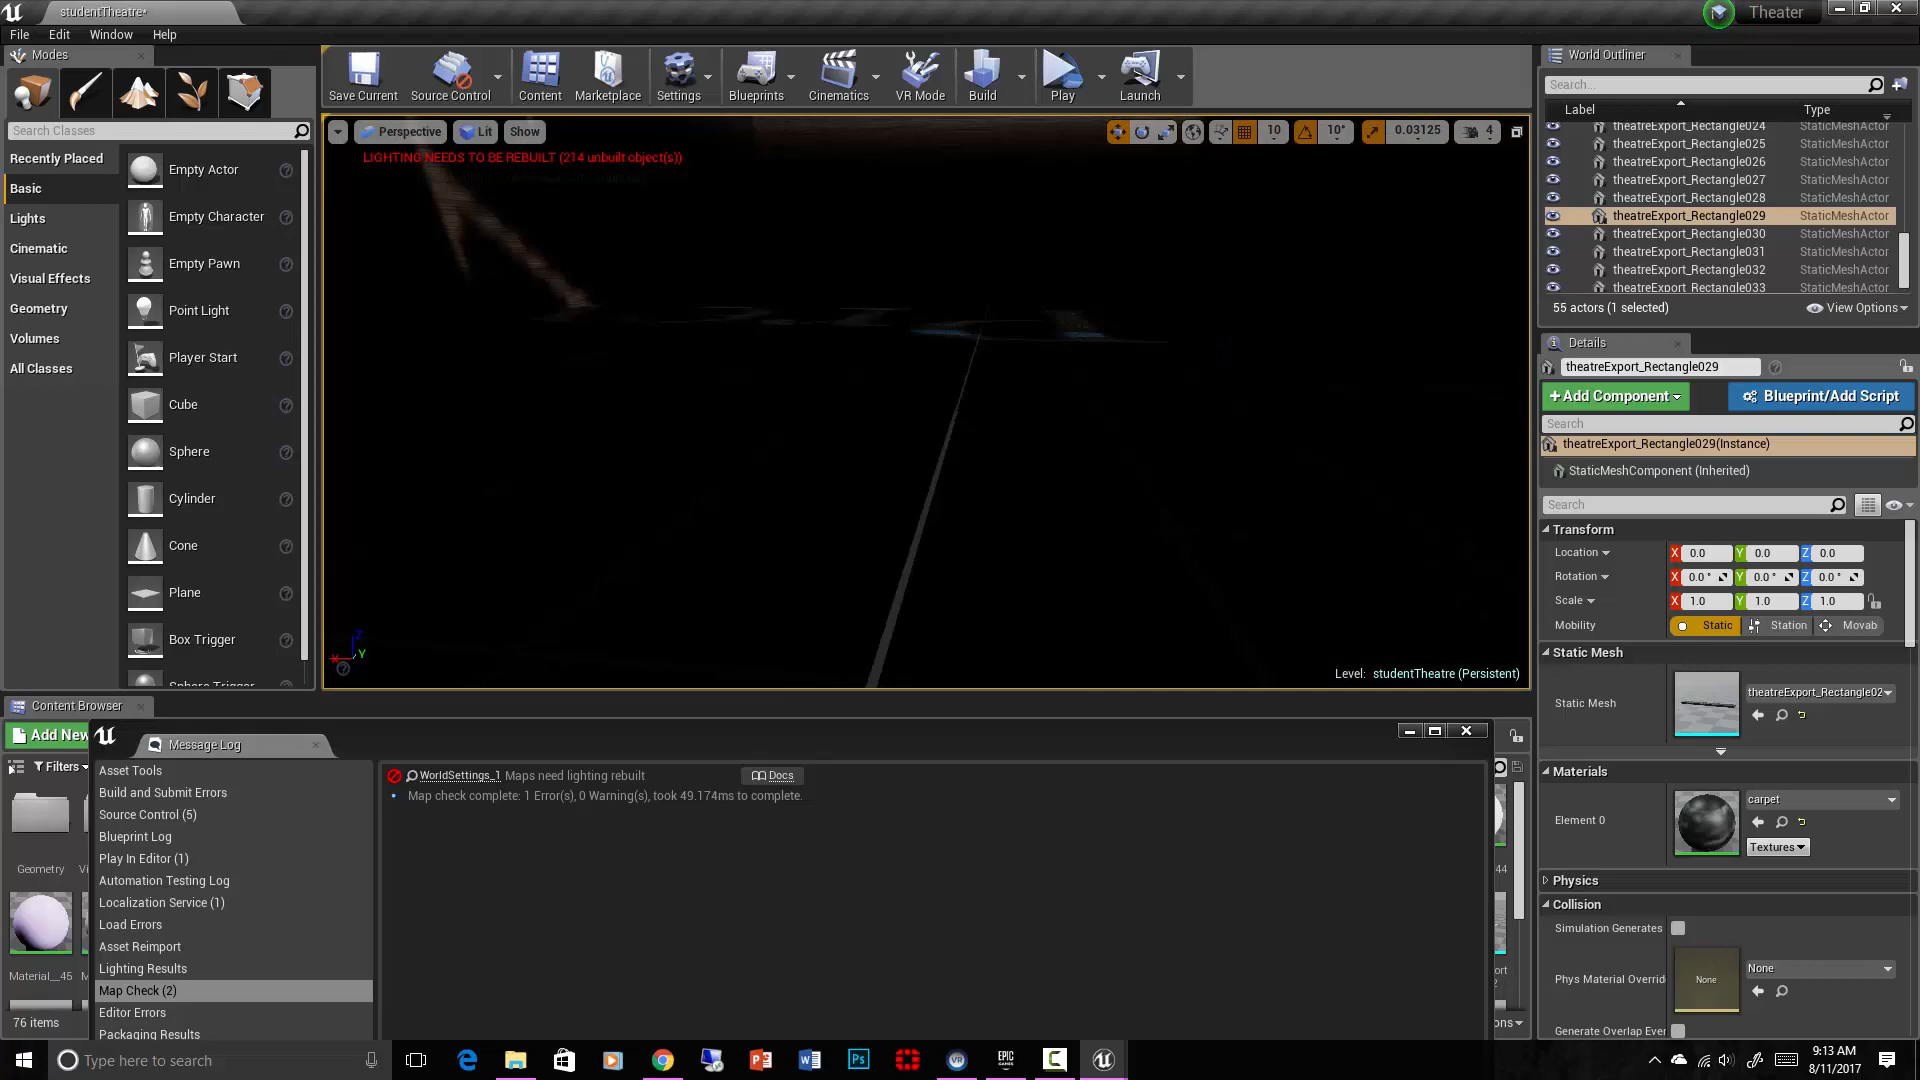 studentTheatre*
Theater
File Edit Window Help
Modes
Save Current
Source Control
Content
Marketplace
Settings
Blueprints
Cinematics
VR Mode
Build
Play
Launch
World Outliner
Search...
Label Type
Search Classes
Recently Placed
Basic
Lights
Cinematic
Visual Effects
Geometry
Volumes
All Classes
Empty Actor
Empty Character
Empty Pawn
Point Light
Player Start
Cube
Sphere
Cylinder
Cone
Plane
Box Trigger
Sphere Trigger
Perspective Lit Show
10 10° 0.03125 4
LIGHTING NEEDS TO BE REBUILT (214 unbuilt object(s))
X Z Y
Level: studentTheatre (Persistent)
theatreExport_Rectangle024 StaticMeshActor
theatreExport_Rectangle025 StaticMeshActor
theatreExport_Rectangle026 StaticMeshActor
theatreExport_Rectangle027 StaticMeshActor
theatreExport_Rectangle028 StaticMeshActor
theatreExport_Rectangle029 StaticMeshActor
theatreExport_Rectangle030 StaticMeshActor
theatreExport_Rectangle031 StaticMeshActor
theatreExport_Rectangle032 StaticMeshActor
theatreExport_Rectangle033 StaticMeshActor
55 actors (1 selected) View Options
Details
theatreExport_Rectangle029
+Add Component Blueprint/Add Script
Search
theatreExport_Rectangle029(Instance)
StaticMeshComponent (Inherited)
Search
Transform
Location X 0.0 Y 0.0 Z 0.0
Rotation X 0.0 ° Y 0.0 ° Z 0.0 °
Scale X 1.0 Y 1.0 Z 1.0
Mobility Static Station Movab
Static Mesh
Static Mesh theatreExport_Rectangle02
Materials
Element 0 carpet
Textures
Physics
Collision
Simulation Generates
Phys Material Overrid None None
Generate Overlap Ever
Content Browser
Add New
Filters
Geometry
Material__45
76 items
44
ort
2
ons
Message Log
Asset Tools
Build and Submit Errors
Source Control (5)
Blueprint Log
Play In Editor (1)
Automation Testing Log
Localization Service (1)
Load Errors
Asset Reimport
Lighting Results
Map Check (2)
Editor Errors
Packaging Results
WorldSettings_1 Maps need lighting rebuilt Docs
Map check complete: 1 Error(s), 0 Warning(s), took 49.174ms to complete.
Type here to search
Ps
VR
EPIC
GAMES
9:13 AM
8/11/2017